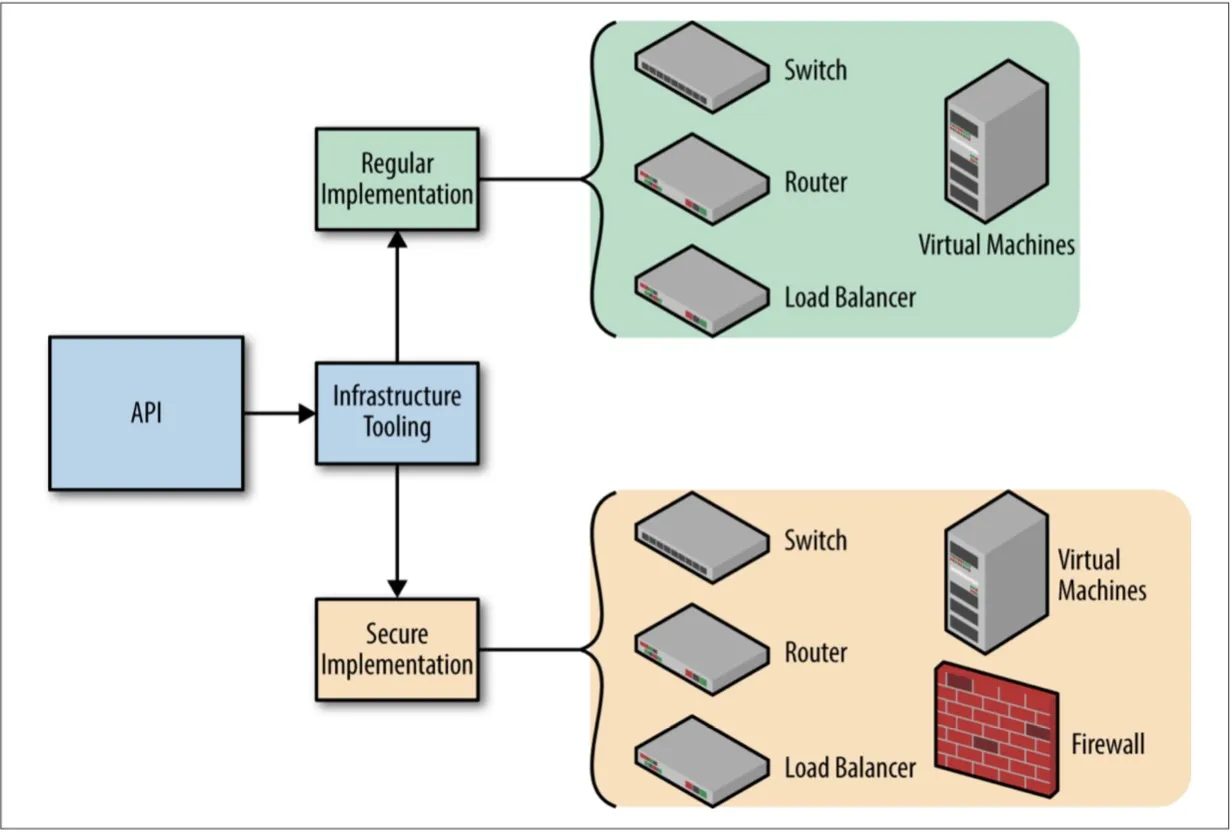 Switch
Router
Virtual Machines
Load Balancer
Regular
Implementation
API
Infrastructure
Tooling
Secure
Implementation
Switch
Virtual
Machines
Router
Firewall
Load Balancer